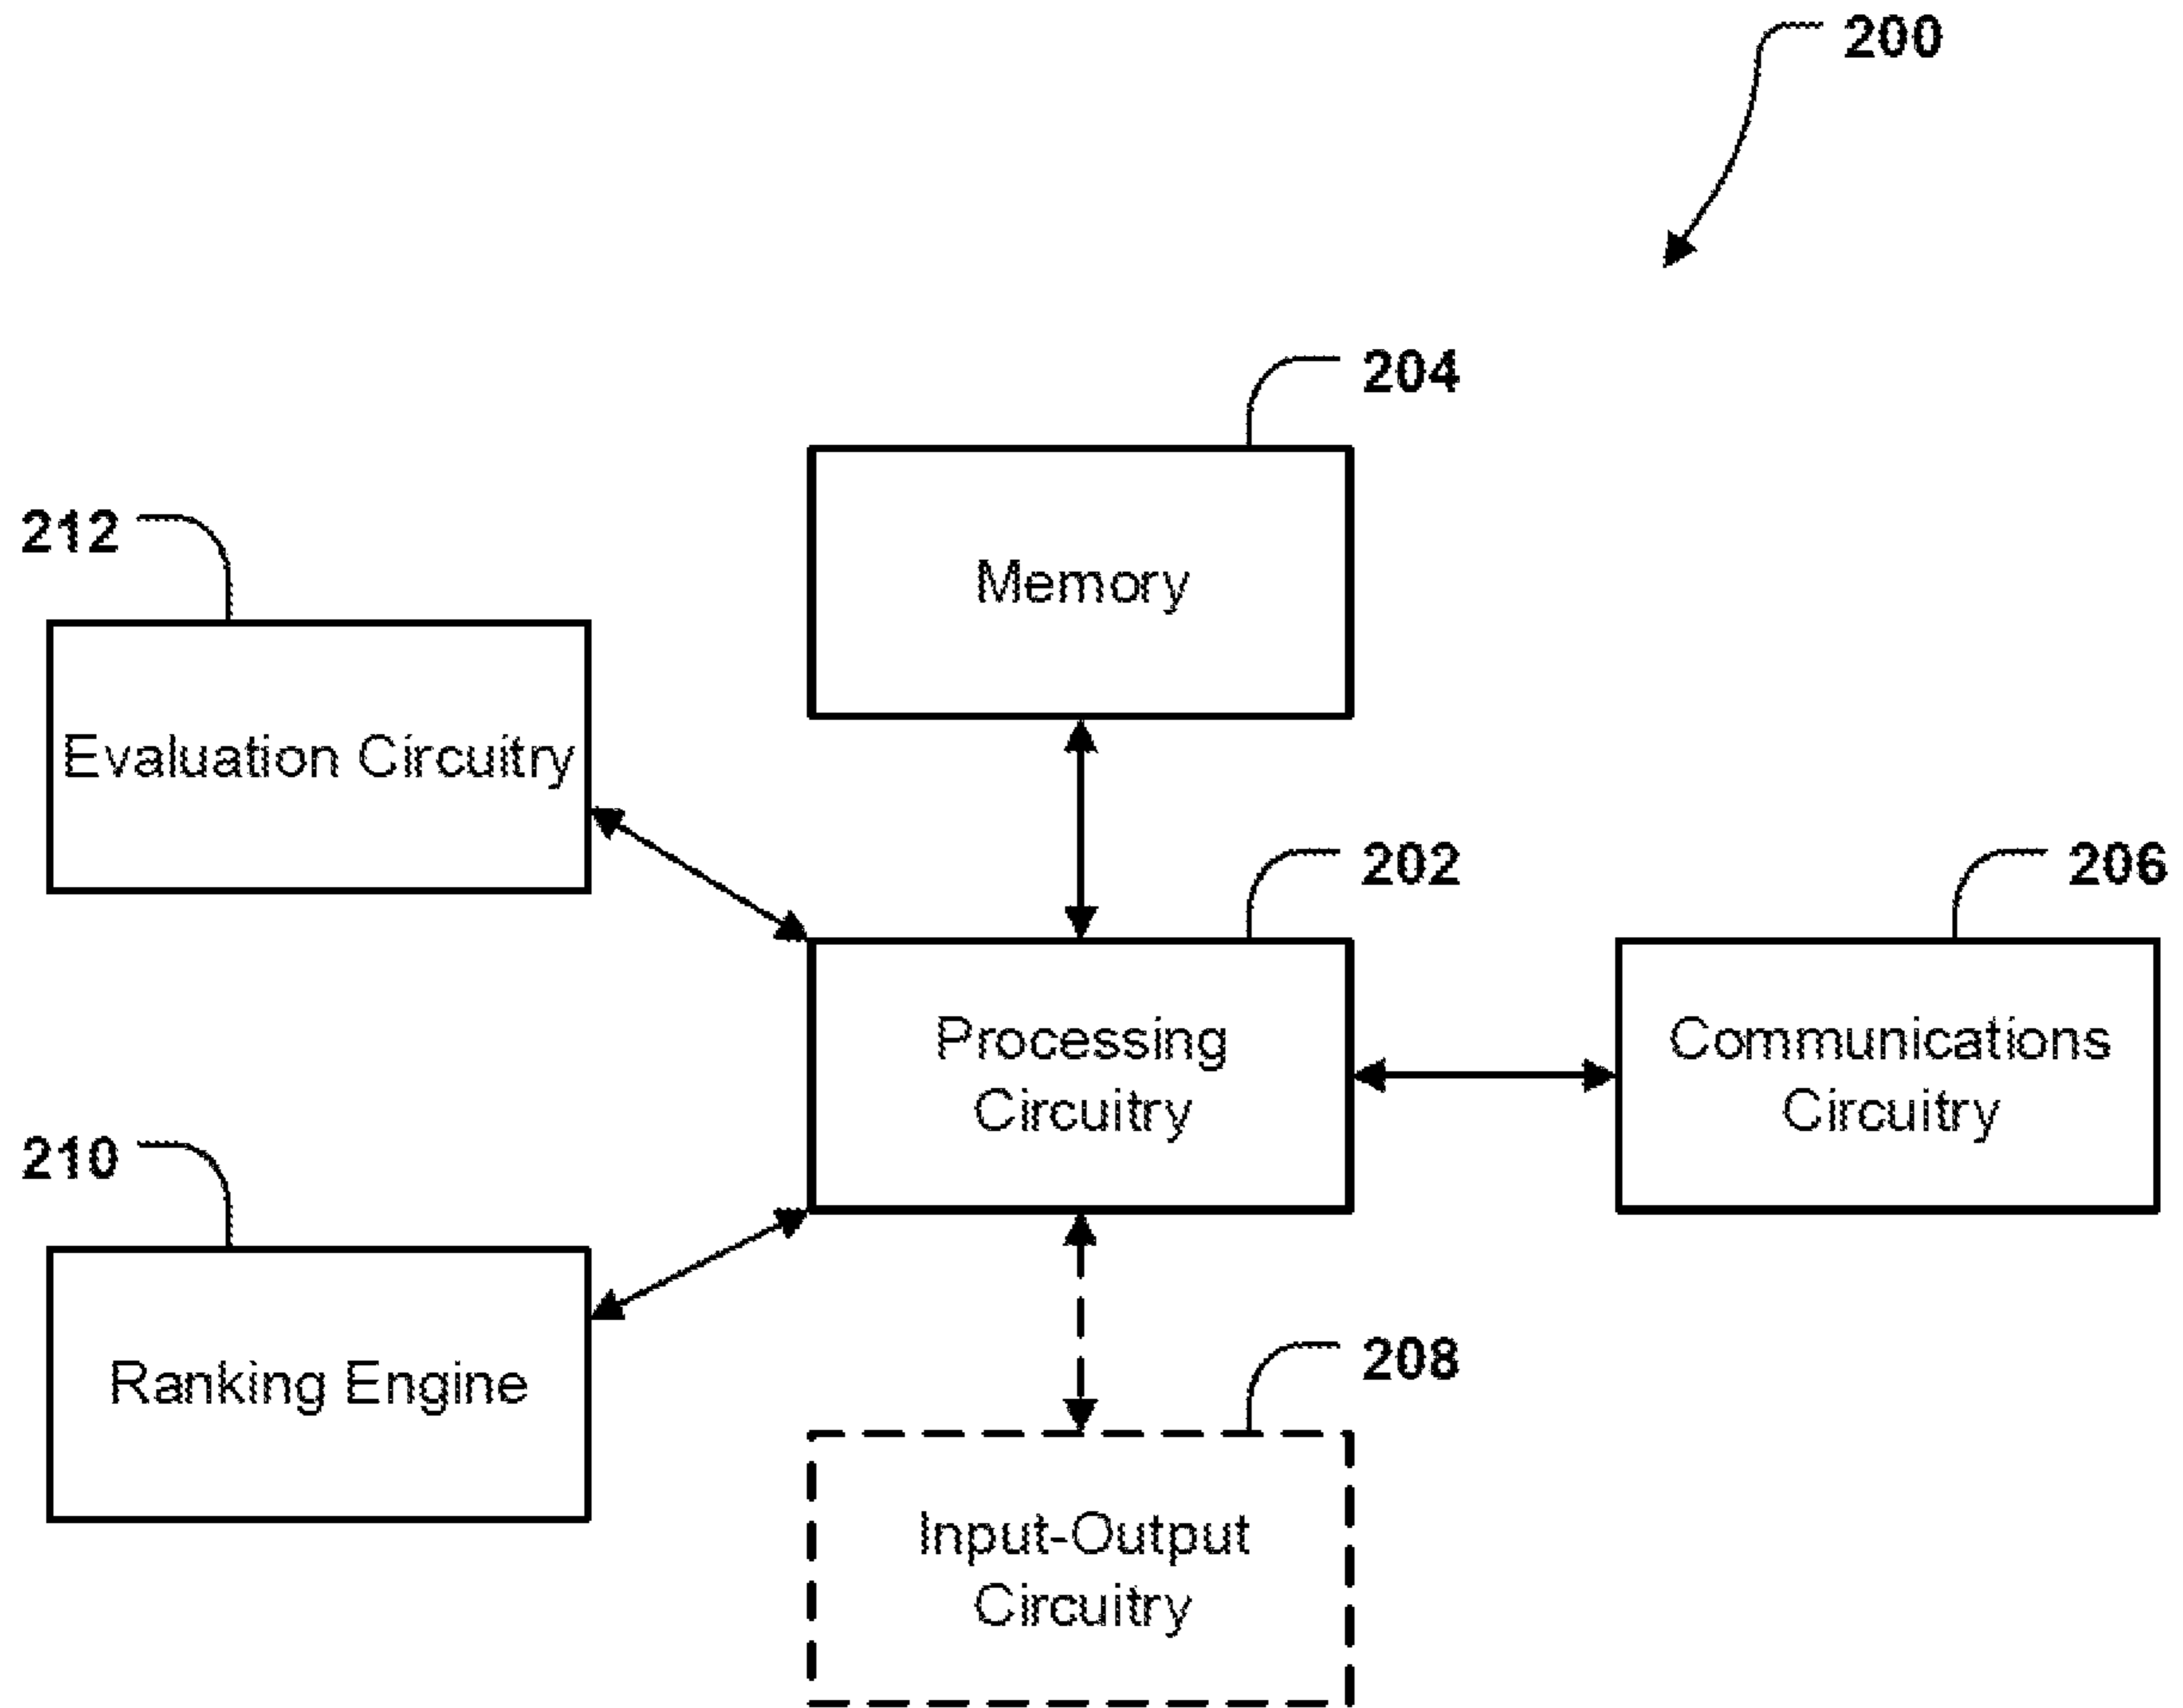 200
204
Memory
212
Evaluation Circuitry
202
Processing
Circuitry
206
Communications
Circuitry
210
Ranking Engine
208
Input-Output
Circuitry